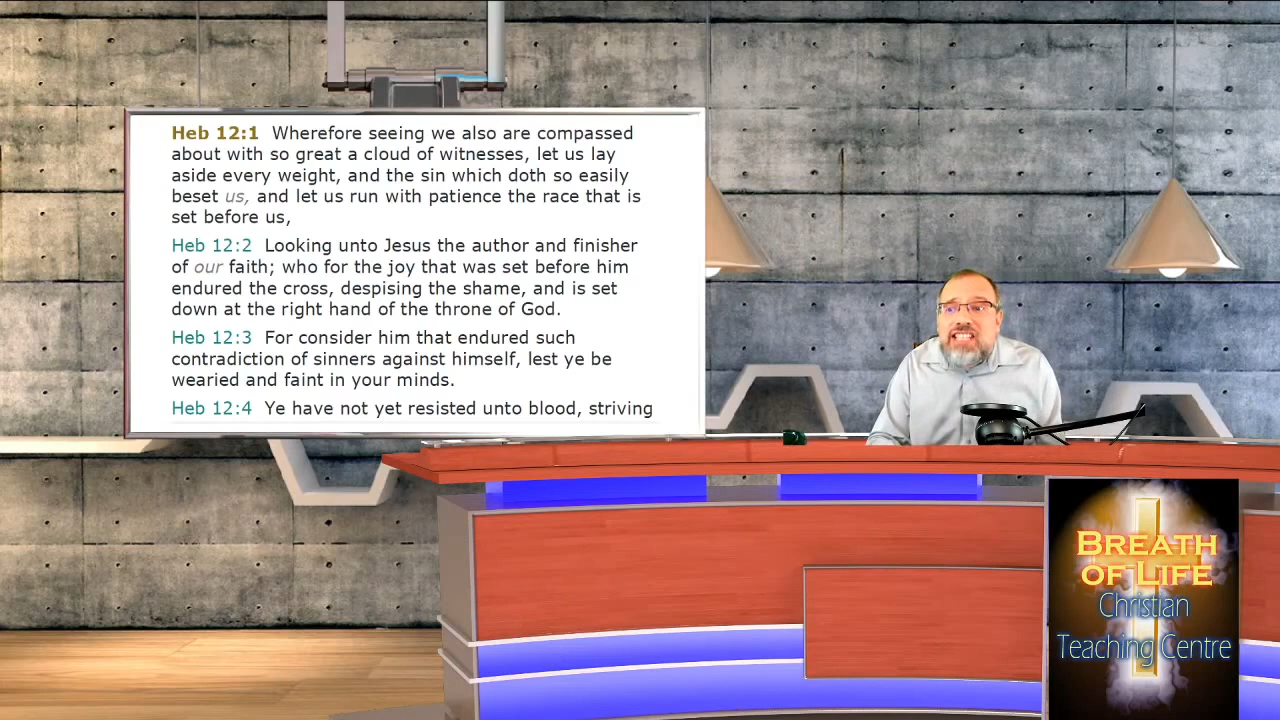 Heb 12:1 Wherefore seeing we also are compassed
about with so great a cloud of witnesses, let us lay
aside every weight, and the sin which doth so easily
beset us, and let us run with patience the race that is
set before us,
Heb 12:2 Looking unto Jesus the author and finisher
of our faith; who for the joy that was set before him
endured the cross, despising the shame, and is set
down at the right hand of the throne of God.
Heb 12:3 For consider him that endured such
contradiction of sinners against himself, lest ye be
wearied and faint in your minds.
Heb 12:4 Ye have not yet resisted unto blood, striving
BREATH
OF LIFE
Christian
Teaching Centre